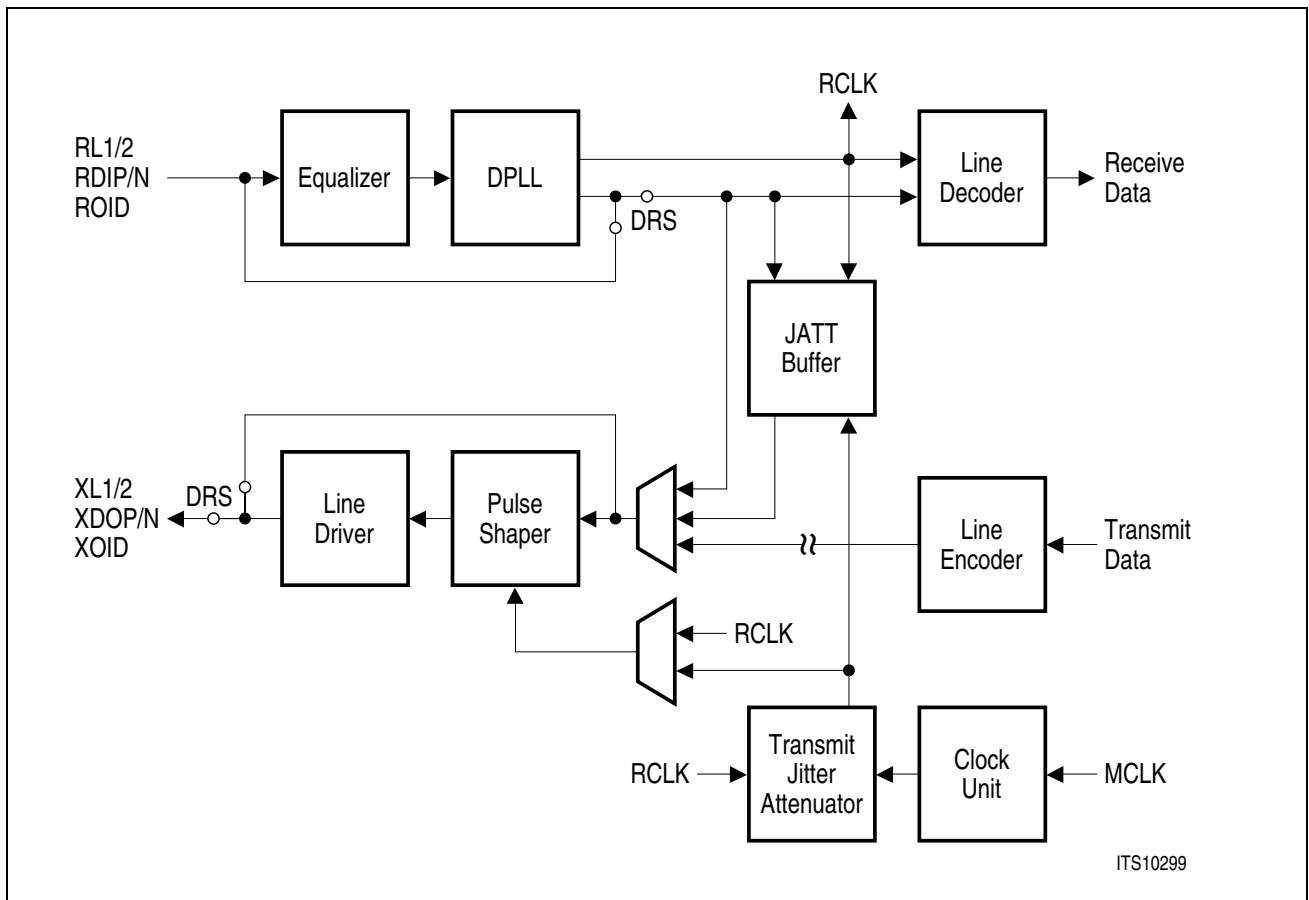 RCLK
RL1/2
RDIP/N
ROID
Equalizer
DPLL
Line
Decoder
Receive
Data
DRS
JATT
Buffer
XL1/2
XDOP/N
XOID
DRS
Line
Driver
Pulse
Shaper
Line
Encoder
Transmit
Data
RCLK
RCLK
Transmit
Jitter
Attenuator
Clock
Unit
MCLK
ITS10299